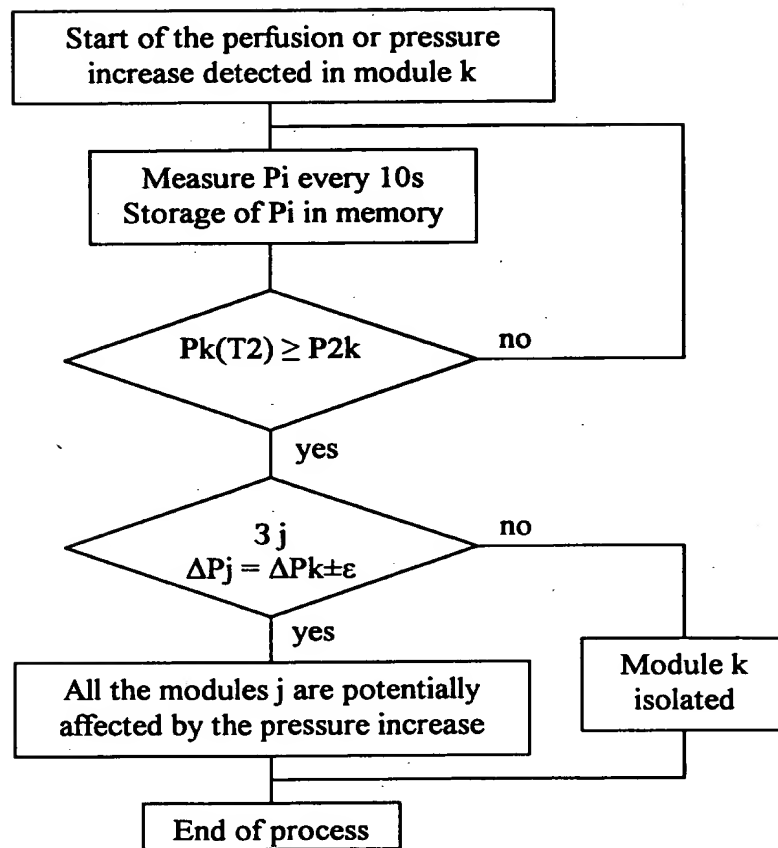 Start of the perfusion or pressure
increase detected in module k
Measure Pi every 10s
Storage of Pi in memory
Pk(T2) ≥ P2k
no
yes
3 j
ΔPj = ΔPk±ε
no
yes
All the modules j are potentially
affected by the pressure increase
Module k
isolated
End of process